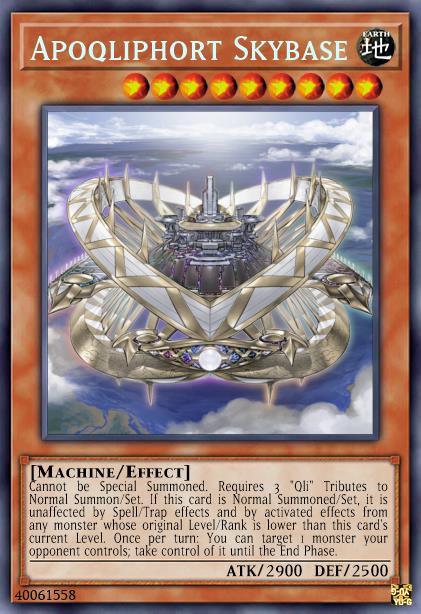 APOQLIPHORT SKYBASE
EARTH
地
[MACHINE/EFFECT]
Cannot be Special Summoned. Requires 3 "Qli" Tributes to
Normal Summon/Set. If this card is Normal Summoned/Set, it is
unaffected by Spell/Trap effects and by activated effects from
any monster whose original Level/Rank is lower than this card's
current Level. Once per turn: You can target 1 monster your
opponent controls; take control of it until the End Phase.
ATK/2900 DEF/2500
40061558